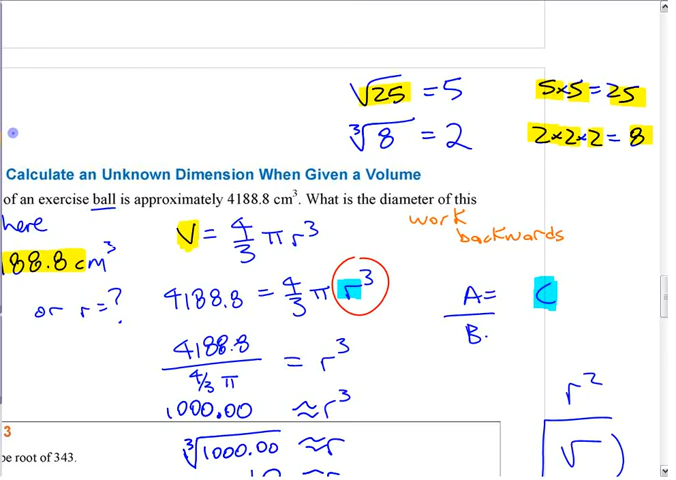 √25 = 5
5×5=25
∛8 = 2
2×2×2=8
Calculate an Unknown Dimension When Given a Volume
of an exercise ball is approximately 4188.8 cm³. What is the diameter of this
here
V = 4/3 π r³
work
backwards
188.8 cm³
or r=?
4188.8 = 4/3 π r³
A=
C
B.
4188.8 / 4/3 π = r³
1000.00 ≈ r³
r²
∛1000.00 ≈ r
√ )
3
be root of 343.
10 ≈ r